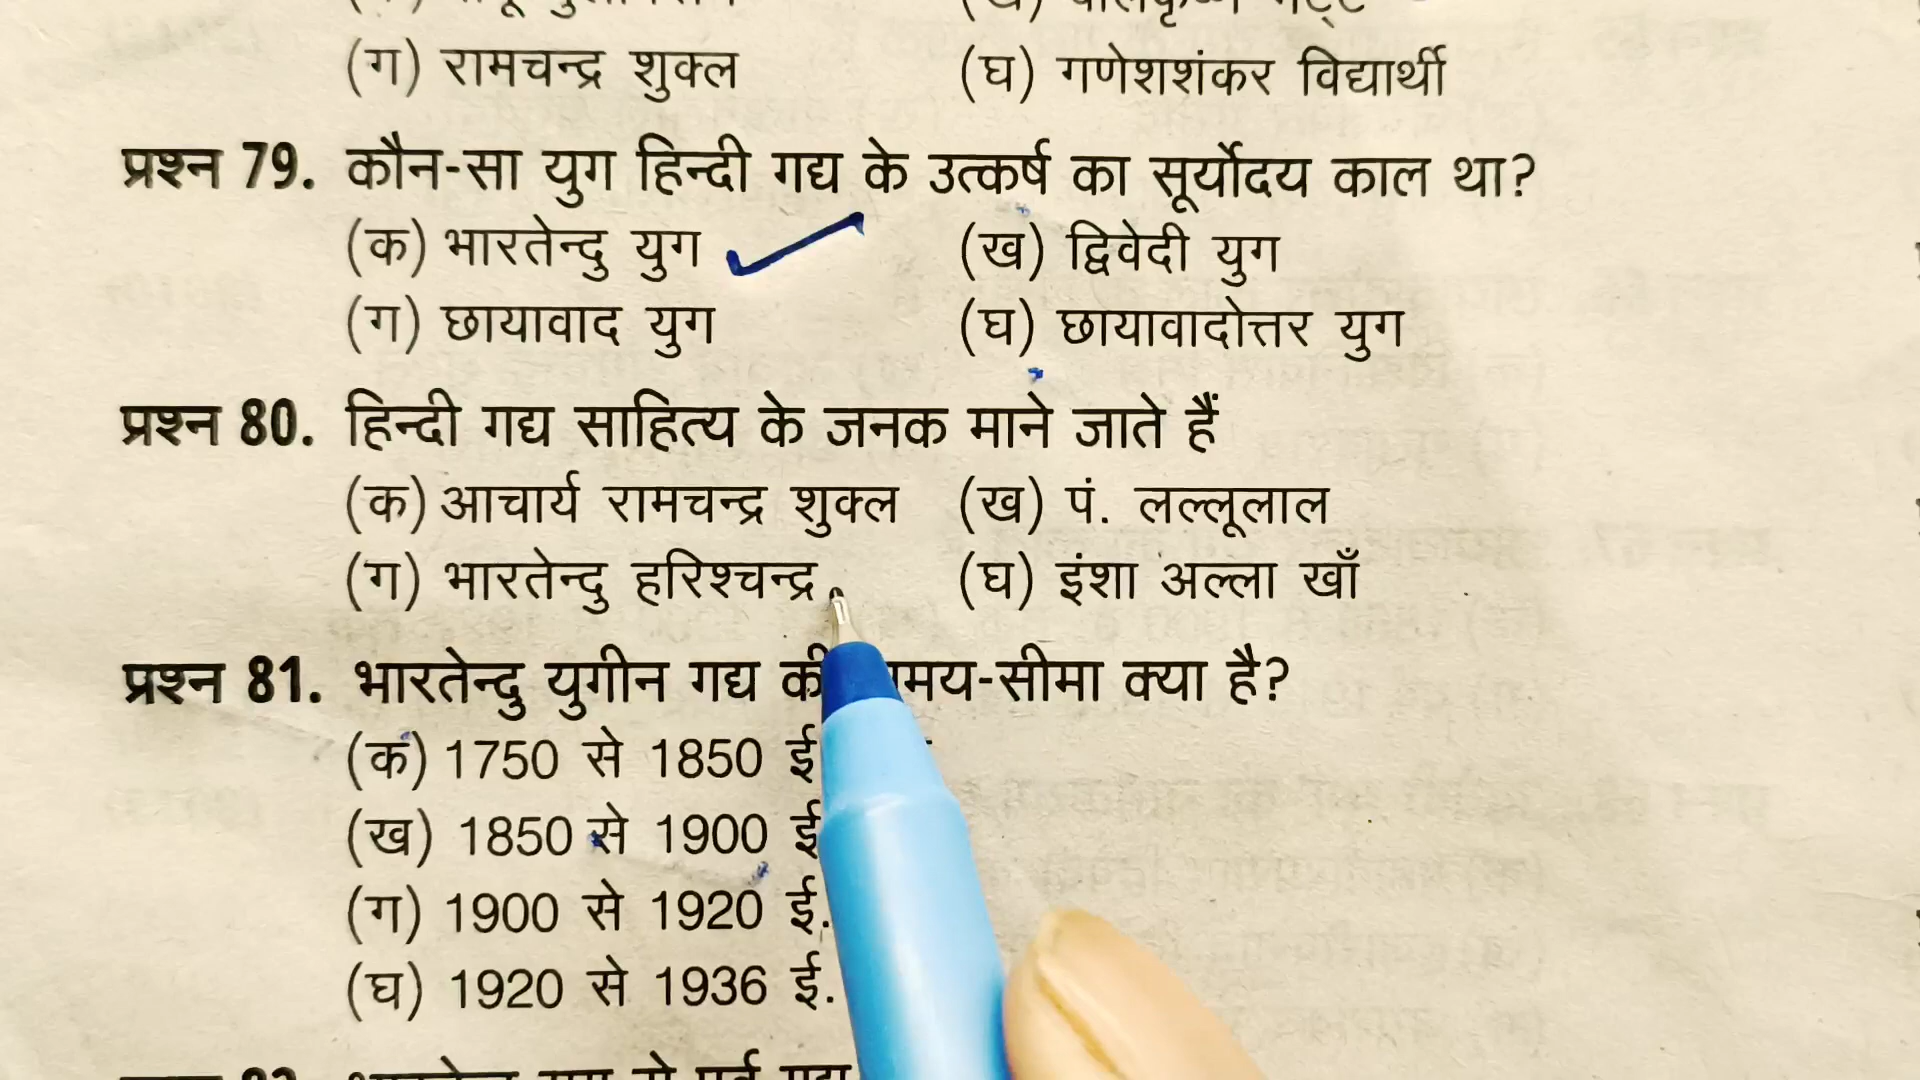 (ग) रामचन्द्र शुक्ल (घ) गणेशशंकर विद्यार्थी
प्रश्न 79. कौन-सा युग हिन्दी गद्य के उत्कर्ष का सूर्योदय काल था?
(क) भारतेन्दु युग (ख) द्विवेदी युग
(ग) छायावाद युग (घ) छायावादोत्तर युग
प्रश्न 80. हिन्दी गद्य साहित्य के जनक माने जाते हैं
(क) आचार्य रामचन्द्र शुक्ल (ख) पं. लल्लूलाल
(ग) भारतेन्दु हरिश्चन्द्र (घ) इंशा अल्ला खाँ
प्रश्न 81. भारतेन्दु युगीन गद्य की मय-सीमा क्या है?
(क) 1750 से 1850 ई
(ख) 1850 से 1900 ई
(ग) 1900 से 1920 ई.
(घ) 1920 से 1936 ई.